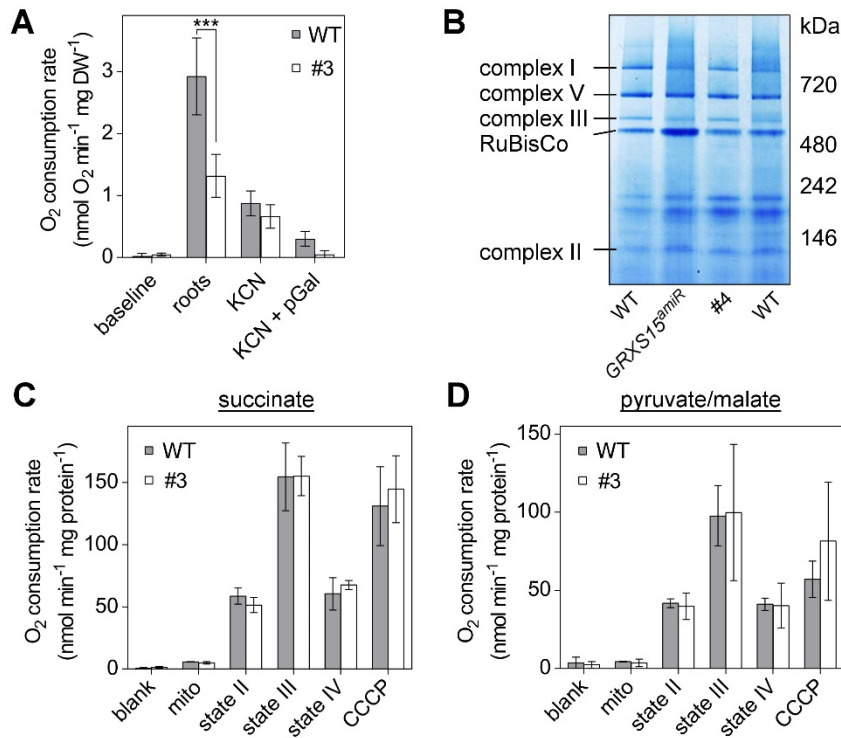 A
***
WT
#3
O₂ consumption rate
(nmol O₂ min⁻¹ mg DW⁻¹)
3
2
1
0
baseline
roots
KCN
KCN + pGal
B
kDa
complex I
complex V
complex III
RuBisCo
complex II
720
480
242
146
WT
GRXS15ᵃᵐⁱᴿ
#4
WT
C
succinate
WT
#3
O₂ consumption rate
(nmol min⁻¹ mg protein⁻¹)
150
100
50
0
blank
mito
state II
state III
state IV
CCCP
D
pyruvate/malate
WT
#3
O₂ consumption rate
(nmol min⁻¹ mg protein⁻¹)
150
100
50
0
blank
mito
state II
state III
state IV
CCCP